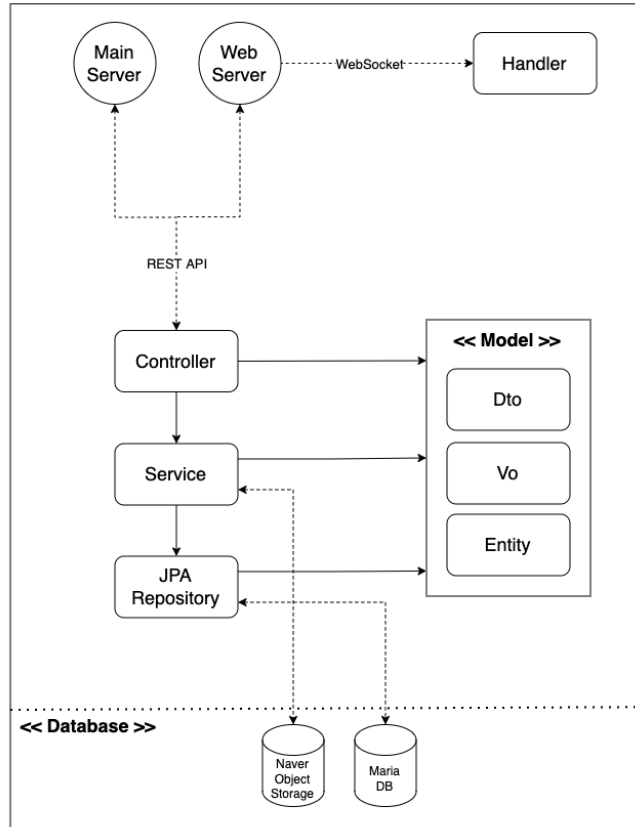 Main
Server
Web
Server
WebSocket
Handler
REST API
Controller
<< Model >>
Dto
Service
Vo
Entity
JPA
Repository
<< Database >>
Naver
Object
Storage
Maria
DB